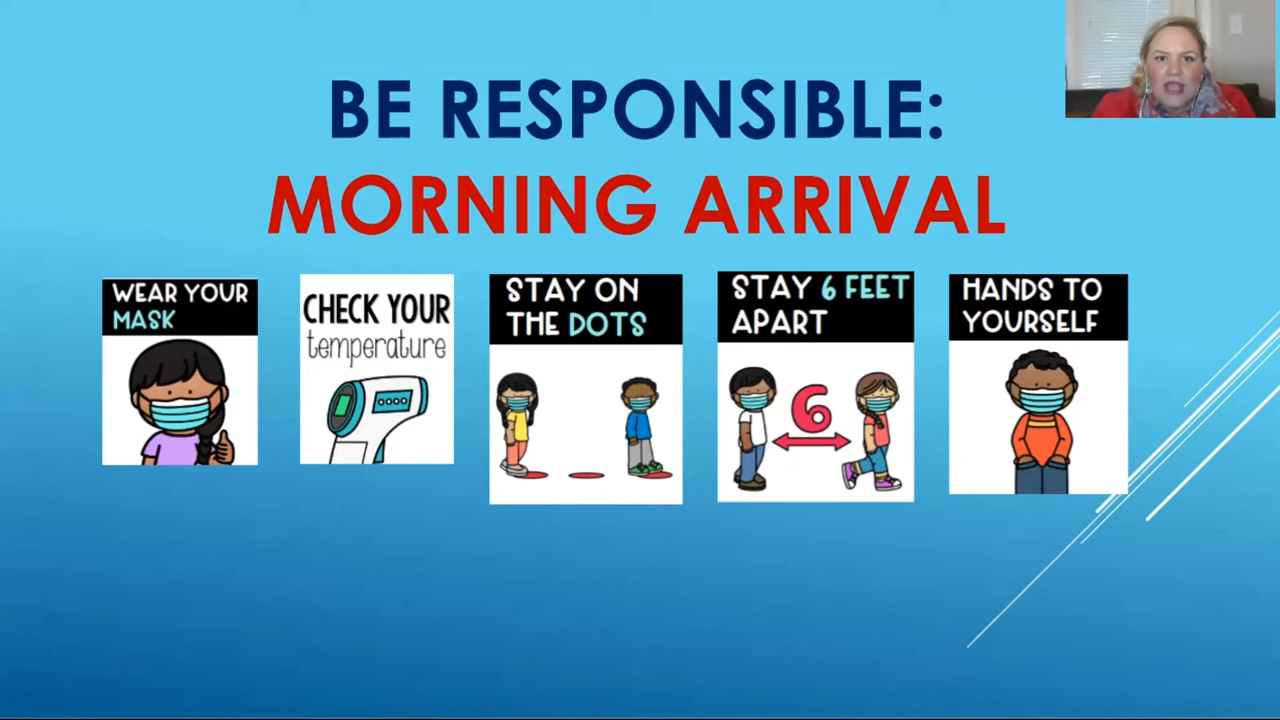 BE RESPONSIBLE:
MORNING ARRIVAL
WEAR YOUR
MASK
CHECK YOUR
temperature
STAY ON
THE DOTS
STAY 6 FEET
APART
6
HANDS TO
YOURSELF